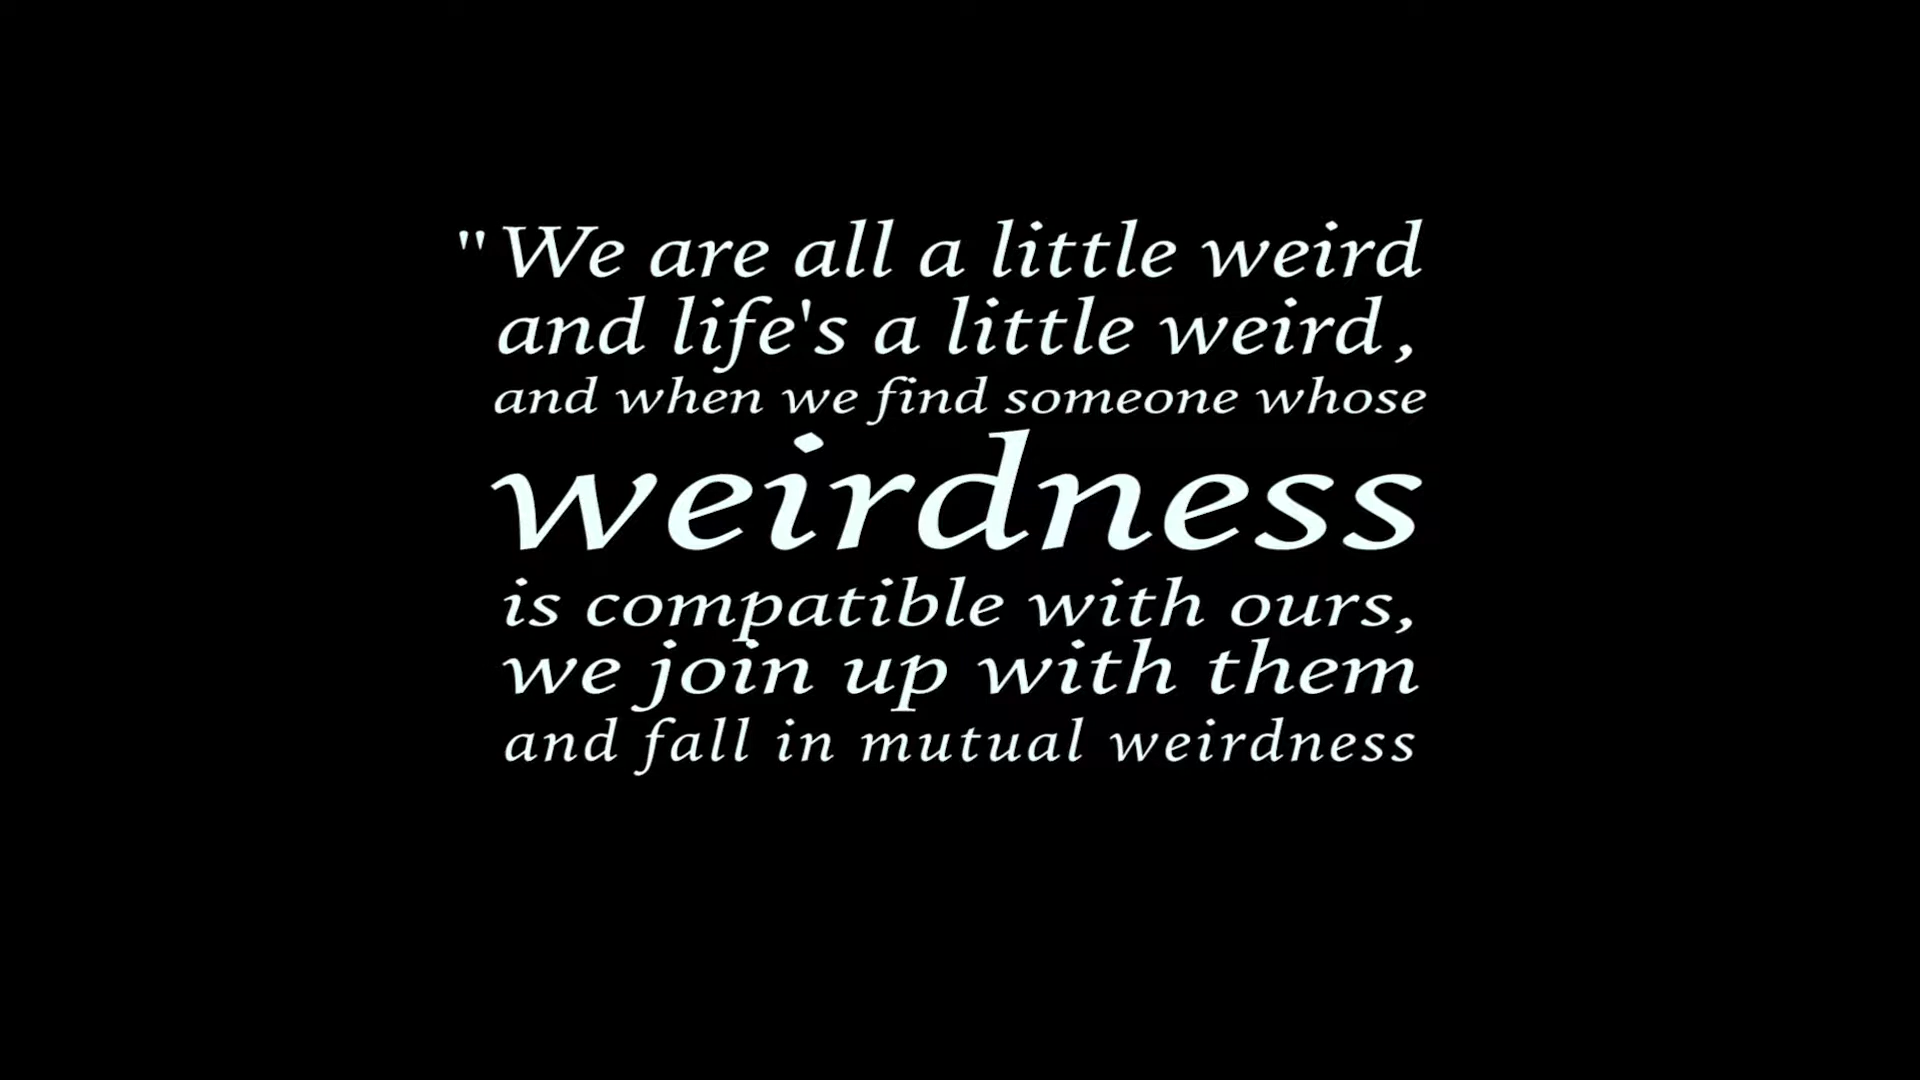 "We are all a little weird
and life's a little weird,
and when we find someone whose
weirdness
is compatible with ours,
we join up with them
and fall in mutual weirdness